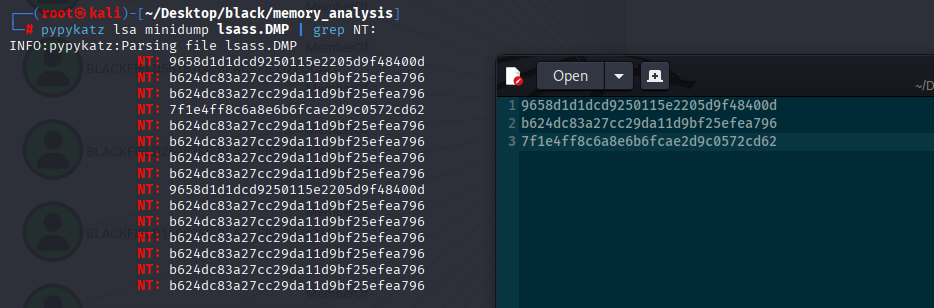 (root㉿kali)-[~/Desktop/black/memory_analysis]
# pypykatz lsa minidump lsass.DMP | grep NT:
INFO:pypykatz:Parsing file lsass.DMP
NT: 9658d1d1dcd9250115e2205d9f48400d
NT: b624dc83a27cc29da11d9bf25efea796
NT: b624dc83a27cc29da11d9bf25efea796
NT: 7f1e4ff8c6a8e6b6fcae2d9c0572cd62
NT: b624dc83a27cc29da11d9bf25efea796
NT: b624dc83a27cc29da11d9bf25efea796
NT: b624dc83a27cc29da11d9bf25efea796
NT: b624dc83a27cc29da11d9bf25efea796
NT: 9658d1d1dcd9250115e2205d9f48400d
NT: b624dc83a27cc29da11d9bf25efea796
NT: b624dc83a27cc29da11d9bf25efea796
NT: b624dc83a27cc29da11d9bf25efea796
NT: b624dc83a27cc29da11d9bf25efea796
NT: b624dc83a27cc29da11d9bf25efea796
NT: b624dc83a27cc29da11d9bf25efea796
MemberOf
MemberOf
Open
~/D
1 9658d1d1dcd9250115e2205d9f48400d
2 b624dc83a27cc29da11d9bf25efea796
3 7f1e4ff8c6a8e6b6fcae2d9c0572cd62